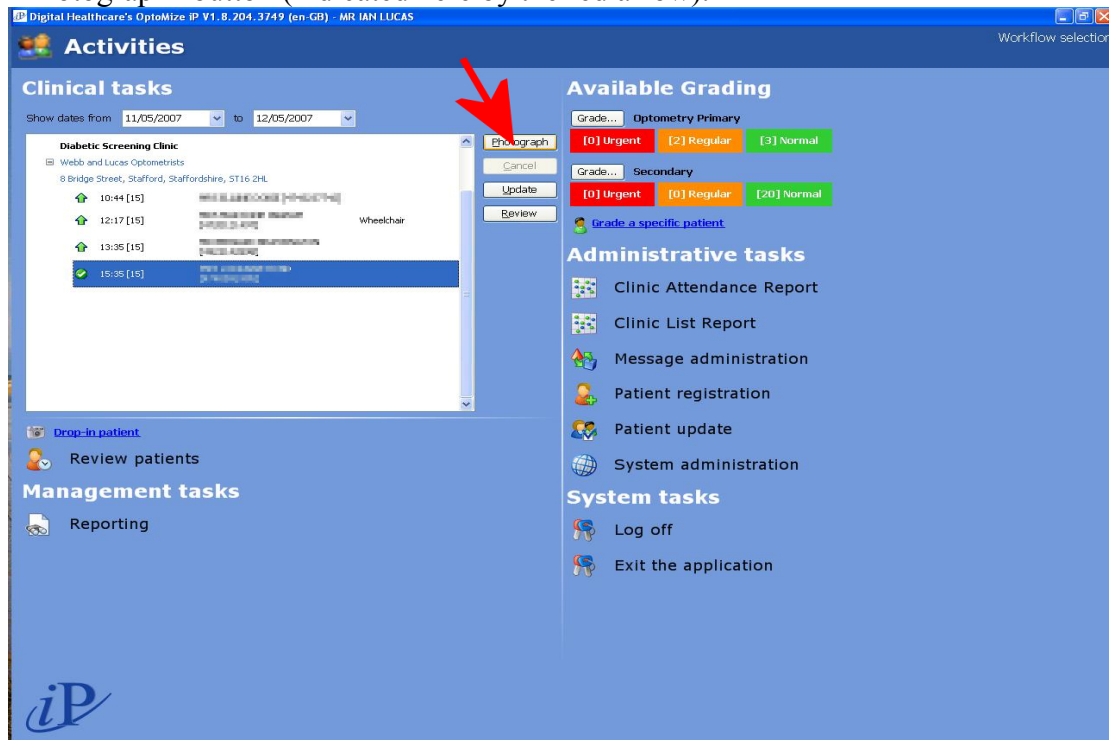 Digital Healthcare's OptoMize iP V1.8.204.3749 (en-GB) - MR IAN LUCAS
Activities
Workflow selection
Clinical tasks
Show dates from 11/05/2007 to 12/05/2007
Photograph
Cancel
Update
Review
Diabetic Screening Clinic
Webb and Lucas Optometrists
8 Bridge Street, Stafford, Staffordshire, ST16 2HL
10:44 [15]
12:17 [15] Wheelchair
13:35 [15]
15:35 [15]
Drop-in patient
Review patients
Management tasks
Reporting
Available Grading
Grade... Optometry Primary
[0] Urgent [2] Regular [3] Normal
Grade... Secondary
[0] Urgent [0] Regular [20] Normal
Grade a specific patient
Administrative tasks
Clinic Attendance Report
Clinic List Report
Message administration
Patient registration
Patient update
System administration
System tasks
Log off
Exit the application
iP